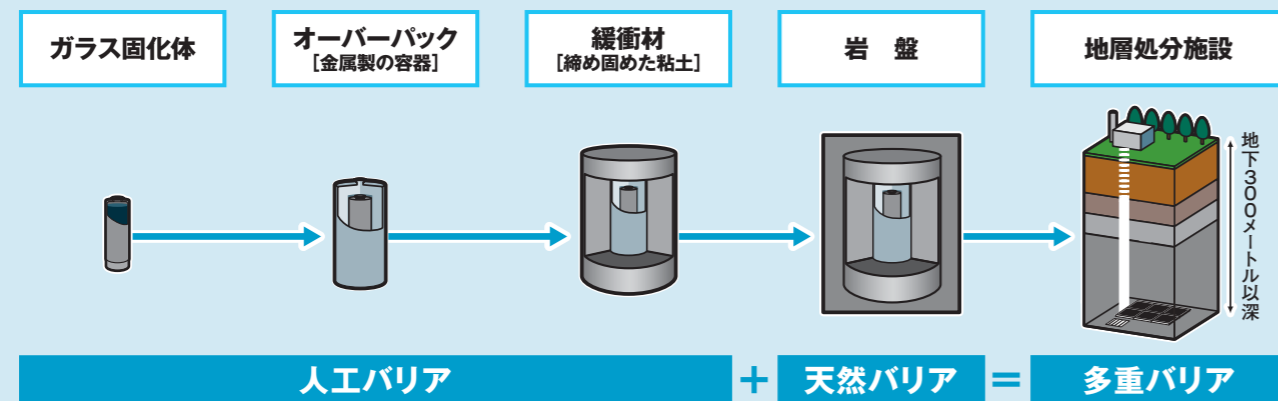 ガラス固化体
オーバーパック
[金属製の容器]
緩衝材
[締め固めた粘土]
岩 盤
地層処分施設
地下300メートル以深
人工バリア
+
天然バリア
=
多重バリア